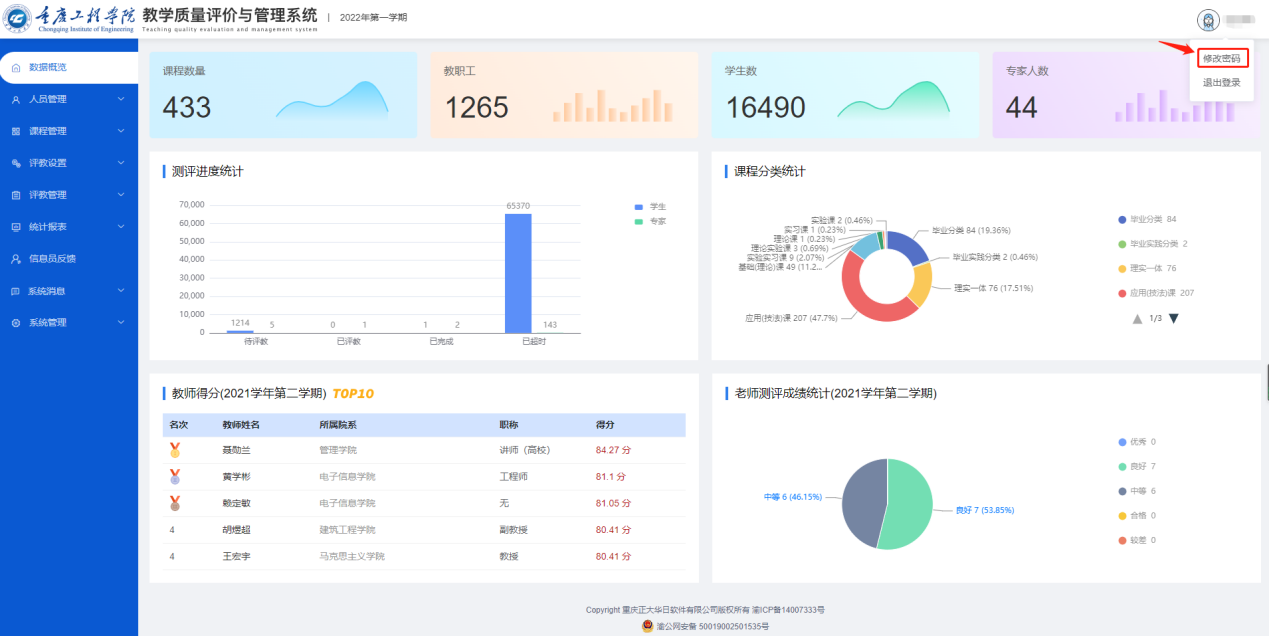 重庆工程学院
Chongqing Institute of Engineering
教学质量评价与管理系统 | 2022年第一学期
Teaching quality evaluation and management system
修改密码
退出登录
数据概览
人员管理
课程管理
评教设置
评教管理
统计报表
信息员反馈
系统消息
系统管理
课程数量
433
教职工
1265
学生数
16490
专家人数
44
测评进度统计
学生
专家
70,000
60,000
50,000
40,000
30,000
20,000
10,000
0
1214 5
0 1
1 2
65370 143
待评教 已评教 已完成 已超时
课程分类统计
实验课 2 (0.46%)
实习课 1 (0.23%)
理论课 1 (0.23%)
理论实验课 3 (0.69%)
实验实习课 9 (2.07%)
基础(理论)课 49 (11.2...
应用(技法)课 207 (47.7%)
毕业分类 84 (19.36%)
毕业实践分类 2 (0.46%)
理实一体 76 (17.51%)
毕业分类 84
毕业实践分类 2
理实一体 76
应用(技法)课 207
1/3
教师得分(2021学年第二学期) TOP10
名次 教师姓名 所属院系 职称 得分
聂勋兰 管理学院 讲师（高校） 84.27 分
黄学彬 电子信息学院 工程师 81.1 分
赖定敏 电子信息学院 无 81.05 分
4 胡煜超 建筑工程学院 副教授 80.41 分
4 王宏宇 马克思主义学院 教授 80.41 分
老师测评成绩统计(2021学年第二学期)
中等 6 (46.15%)
良好 7 (53.85%)
优秀 0
良好 7
中等 6
合格 0
较差 0
Copyright 重庆正大华日软件有限公司版权所有 渝ICP备14007333号
渝公网安备 50019002501535号